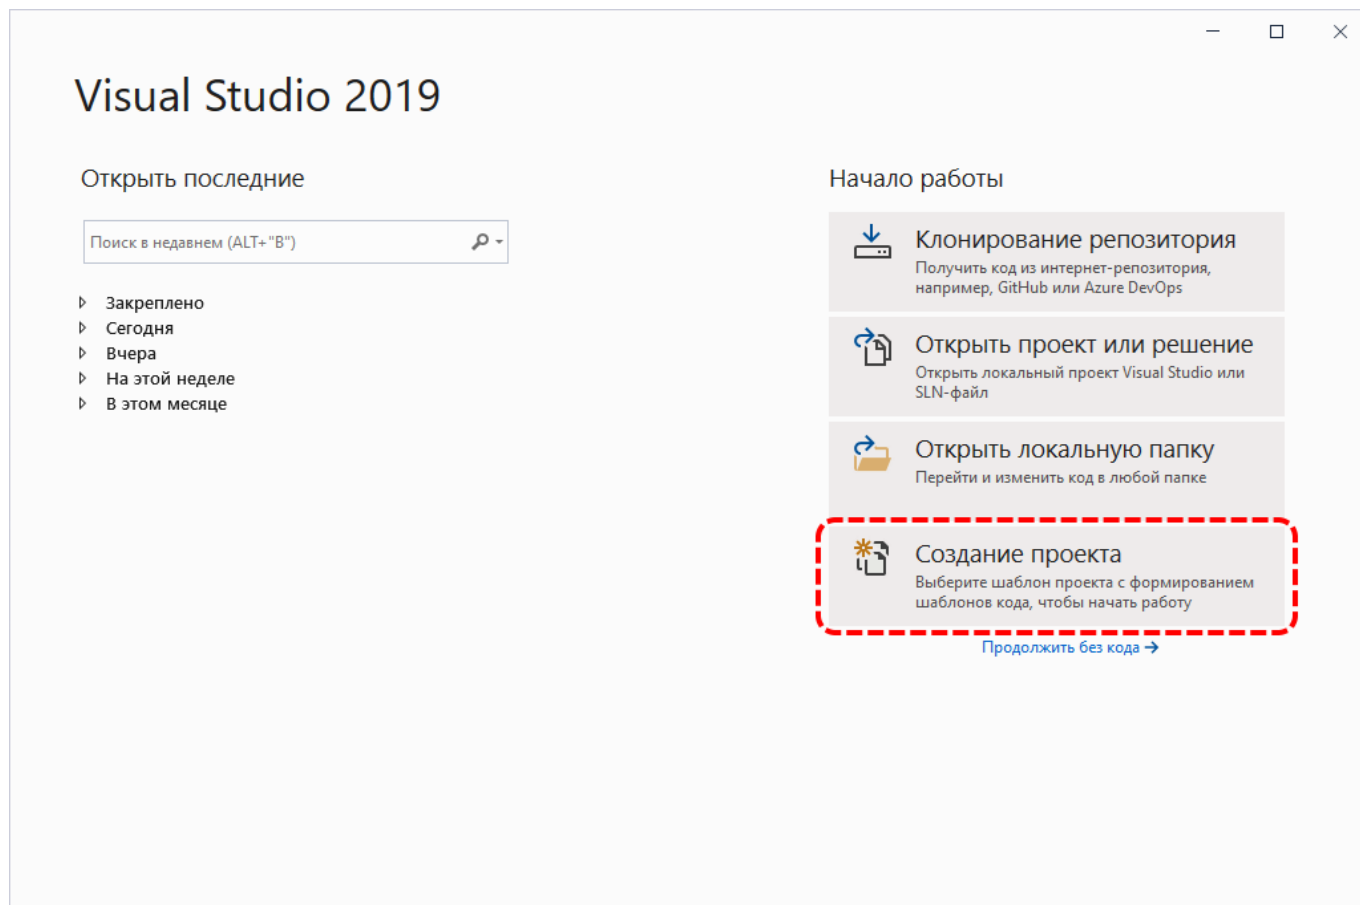 Visual Studio 2019
Открыть последние
Поиск в недавнем (ALT+"В")
Закреплено
Сегодня
Вчера
На этой неделе
В этом месяце
Начало работы
Клонирование репозитория
Получить код из интернет-репозитория,
например, GitHub или Azure DevOps
Открыть проект или решение
Открыть локальный проект Visual Studio или
SLN-файл
Открыть локальную папку
Перейти и изменить код в любой папке
Создание проекта
Выберите шаблон проекта с формированием
шаблонов кода, чтобы начать работу
Продолжить без кода →